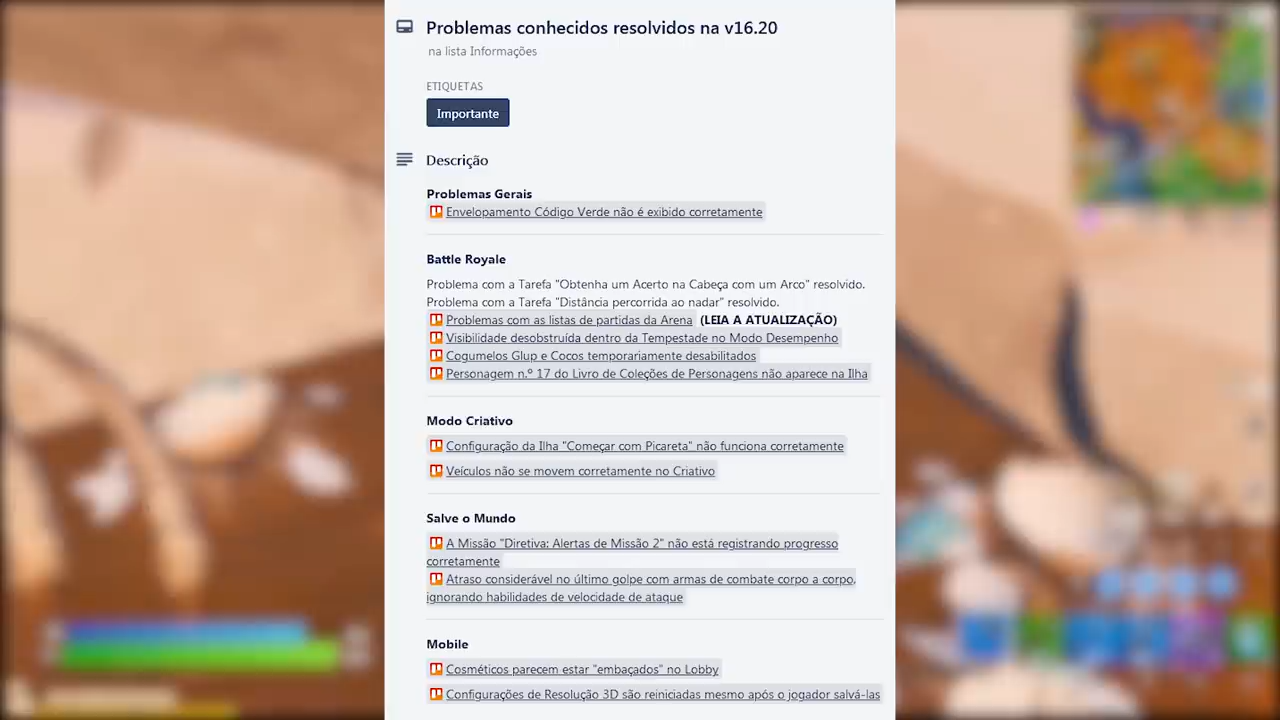 Problemas conhecidos resolvidos na v16.20
na lista Informações
ETIQUETAS
Importante
Descrição
Problemas Gerais
Envelopamento Código Verde não é exibido corretamente
Battle Royale
Problema com a Tarefa "Obtenha um Acerto na Cabeça com um Arco" resolvido.
Problema com a Tarefa "Distância percorrida ao nadar" resolvido.
Problemas com as listas de partidas da Arena (LEIA A ATUALIZAÇÃO)
Visibilidade desobstruída dentro da Tempestade no Modo Desempenho
Cogumelos Glup e Cocos temporariamente desabilitados
Personagem n.º 17 do Livro de Coleções de Personagens não aparece na Ilha
Modo Criativo
Configuração da Ilha "Começar com Picareta" não funciona corretamente
Veículos não se movem corretamente no Criativo
Salve o Mundo
A Missão "Diretiva: Alertas de Missão 2" não está registrando progresso
corretamente
Atraso considerável no último golpe com armas de combate corpo a corpo,
ignorando habilidades de velocidade de ataque
Mobile
Cosméticos parecem estar "embaçados" no Lobby
Configurações de Resolução 3D são reiniciadas mesmo após o jogador salvá-las